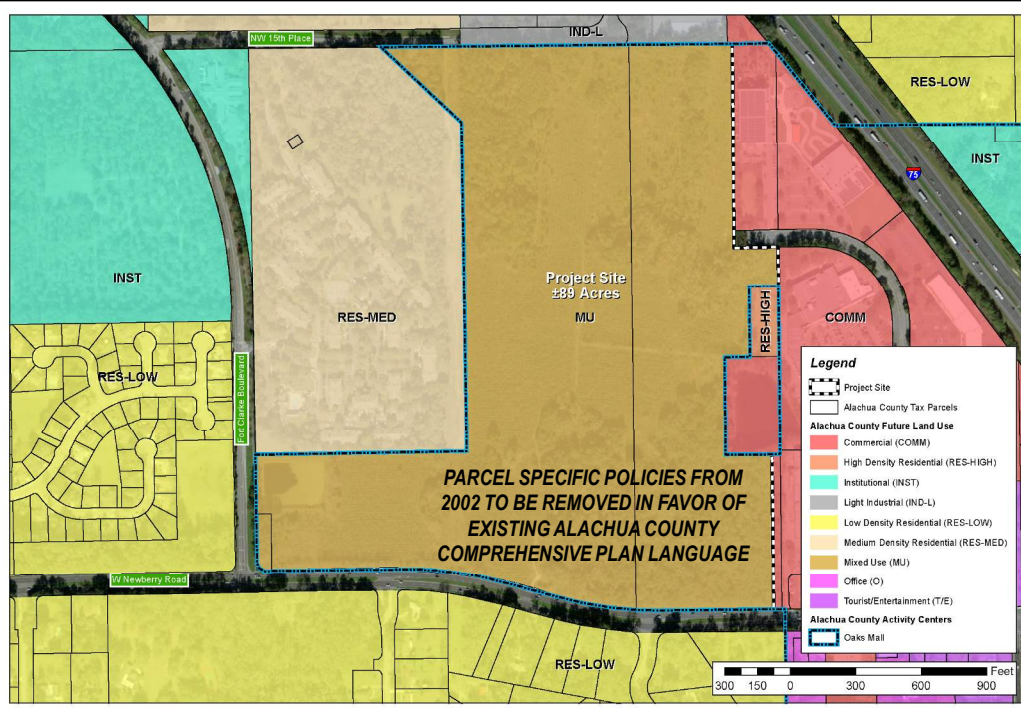 NW 15th Place
IND-L
RES-LOW
INST
75
INST
Project Site
±89 Acres
MU
RES-MED
RES-HIGH
COMM
RES-LOW
Fort Clarke Boulevard
PARCEL SPECIFIC POLICIES FROM
2002 TO BE REMOVED IN FAVOR OF
EXISTING ALACHUA COUNTY
COMPREHENSIVE PLAN LANGUAGE
W Newberry Road
RES-LOW
Legend
Project Site
Alachua County Tax Parcels
Alachua County Future Land Use
Commercial (COMM)
High Density Residential (RES-HIGH)
Institutional (INST)
Light Industrial (IND-L)
Low Density Residential (RES-LOW)
Medium Density Residential (RES-MED)
Mixed Use (MU)
Office (O)
Tourist/Entertainment (T/E)
Alachua County Activity Centers
Oaks Mall
Feet
300 150 0 300 600 900